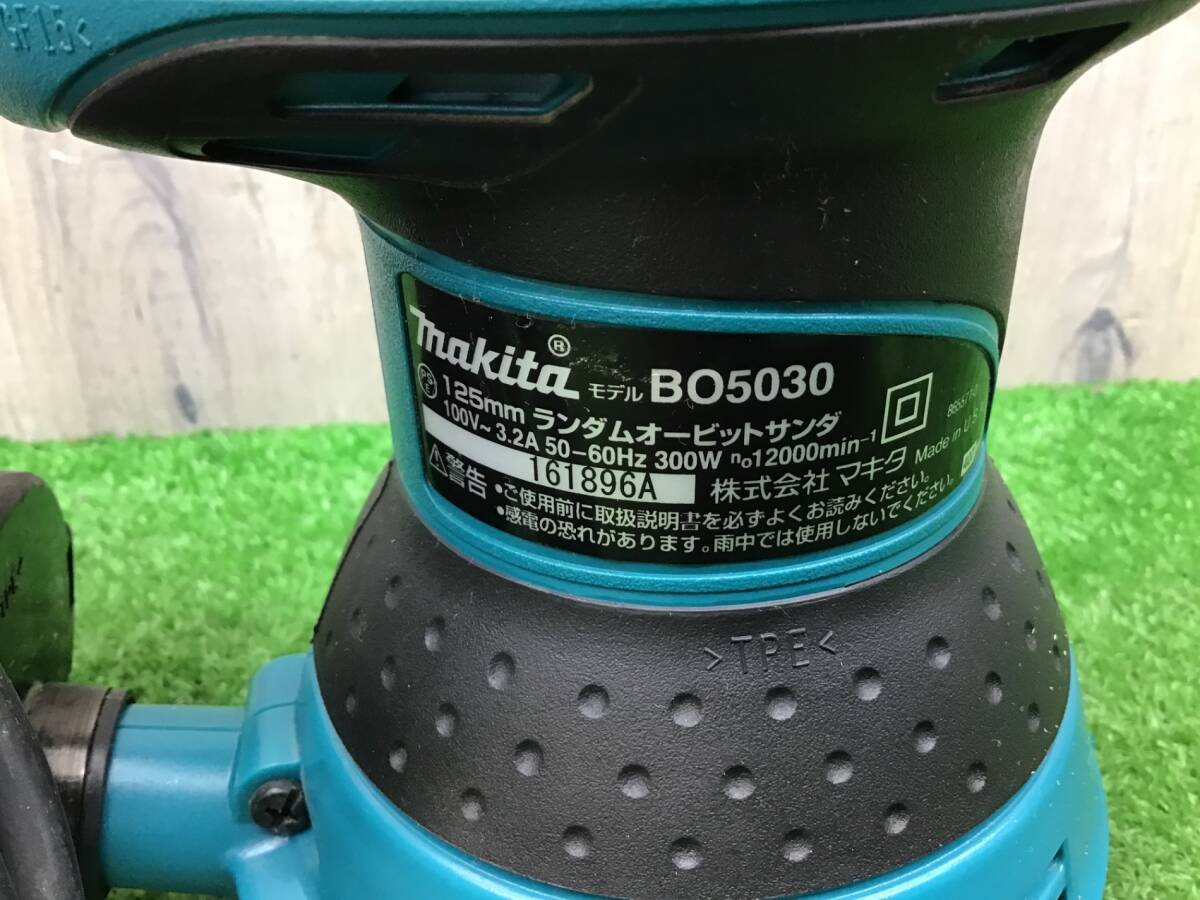 GF15<
makita® モデル BO5030
PSE 125mm ランダムオービットサンダ
100V~3.2A 50-60Hz 300W n₀12000min⁻¹
161896A 株式会社 マキタ Made in U.S.
⚠警告 •ご使用前に取扱説明書を必ずよくお読みください。
•感電の恐れがあります。雨中では使用しないでください。
>TPE<